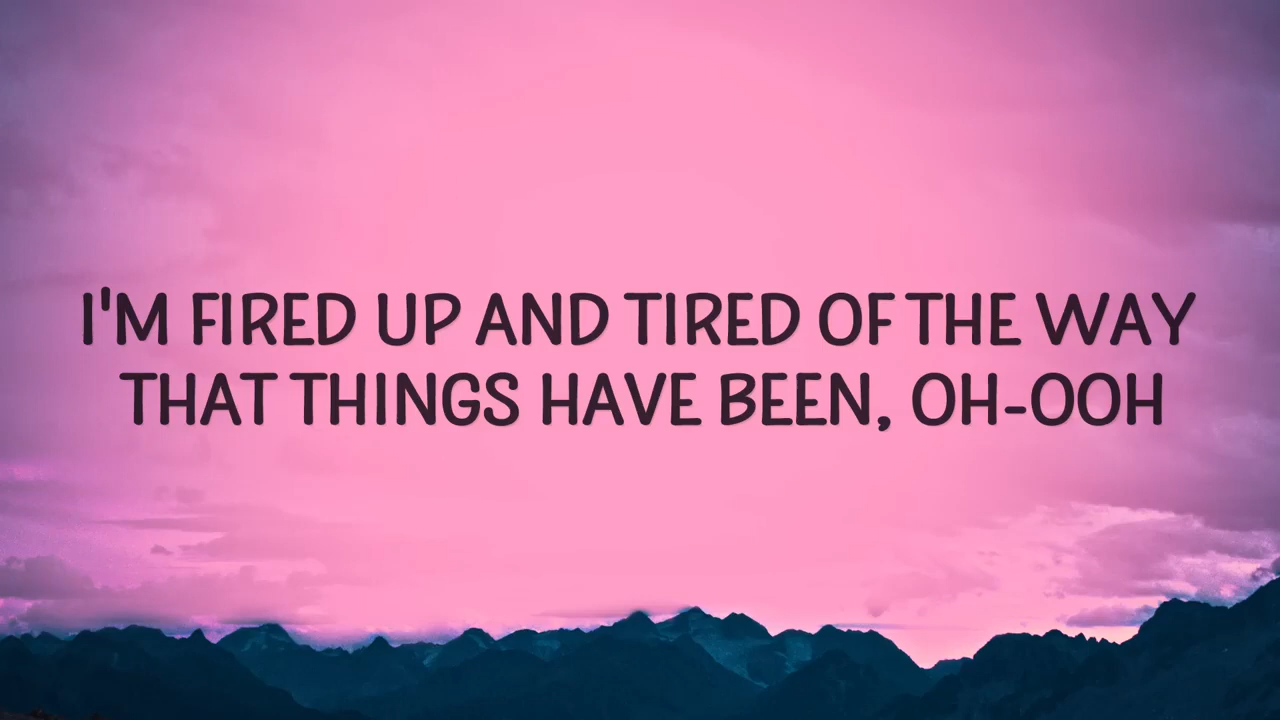 I'M FIRED UP AND TIRED OF THE WAY
THAT THINGS HAVE BEEN, OH-OOH